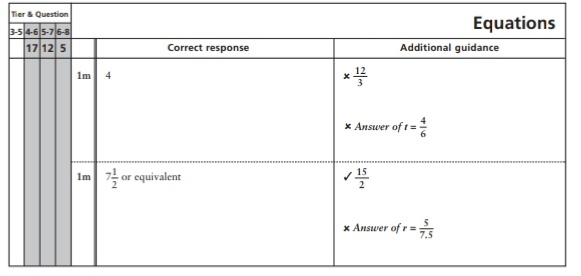 Tier & Question
Equations
3-5 4-6 5-7 6-8
17 12 5 Correct response Additional guidance
1m 4 × 12/3
× Answer of t = 4/6
1m 7 1/2 or equivalent ✓ 15/2
× Answer of r = 5/7.5